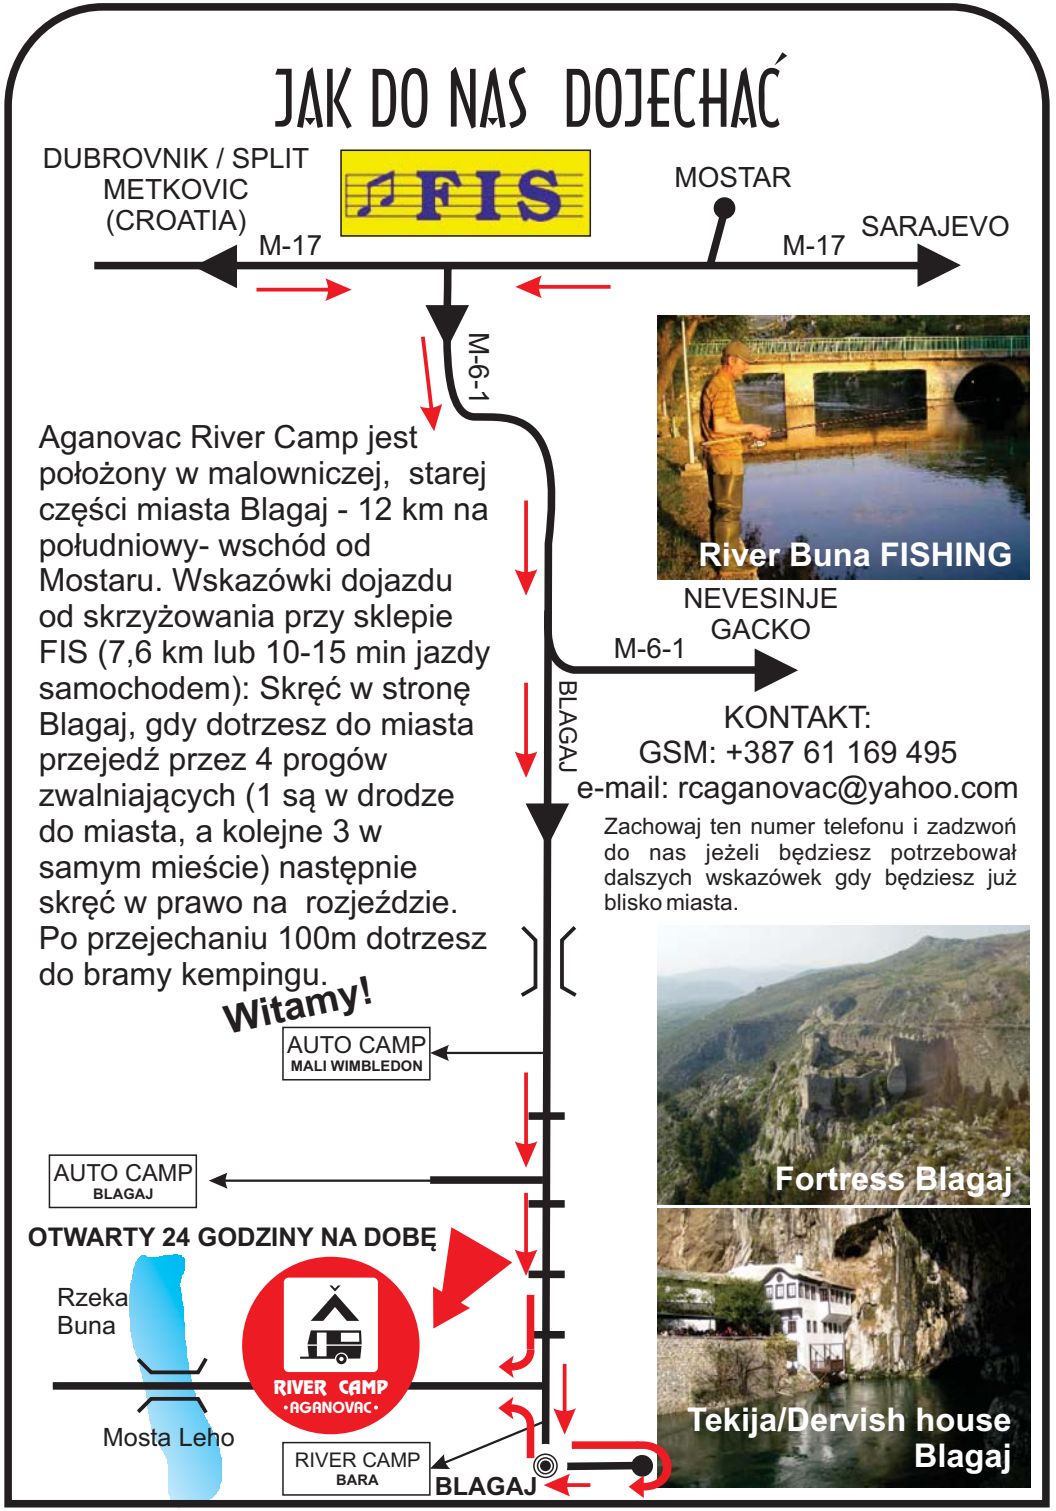 JAK DO NAS DOJECHAĆ
DUBROVNIK / SPLIT
METKOVIC
(CROATIA)
FIS
MOSTAR
SARAJEVO
M-17
M-17
M-6-1
River Buna FISHING
Aganovac River Camp jest
położony w malowniczej, starej
części miasta Blagaj - 12 km na
południowy- wschód od
Mostaru. Wskazówki dojazdu
od skrzyżowania przy sklepie
FIS (7,6 km lub 10-15 min jazdy
samochodem): Skręć w stronę
Blagaj, gdy dotrzesz do miasta
przejedź przez 4 progów
zwalniających (1 są w drodze
do miasta, a kolejne 3 w
samym mieście) następnie
skręć w prawo na rozjeździe.
Po przejechaniu 100m dotrzesz
do bramy kempingu.
Witamy!
NEVESINJE
GACKO
M-6-1
BLAGAJ
KONTAKT:
GSM: +387 61 169 495
e-mail: rcaganovac@yahoo.com
Zachowaj ten numer telefonu i zadzwoń
do nas jeżeli będziesz potrzebował
dalszych wskazówek gdy będziesz już
blisko miasta.
AUTO CAMP
MALI WIMBLEDON
Fortress Blagaj
AUTO CAMP
BLAGAJ
OTWARTY 24 GODZINY NA DOBĘ
Rzeka
Buna
RIVER CAMP
•AGANOVAC•
Mosta Leho
RIVER CAMP
BARA
BLAGAJ
Tekija/Dervish house
Blagaj